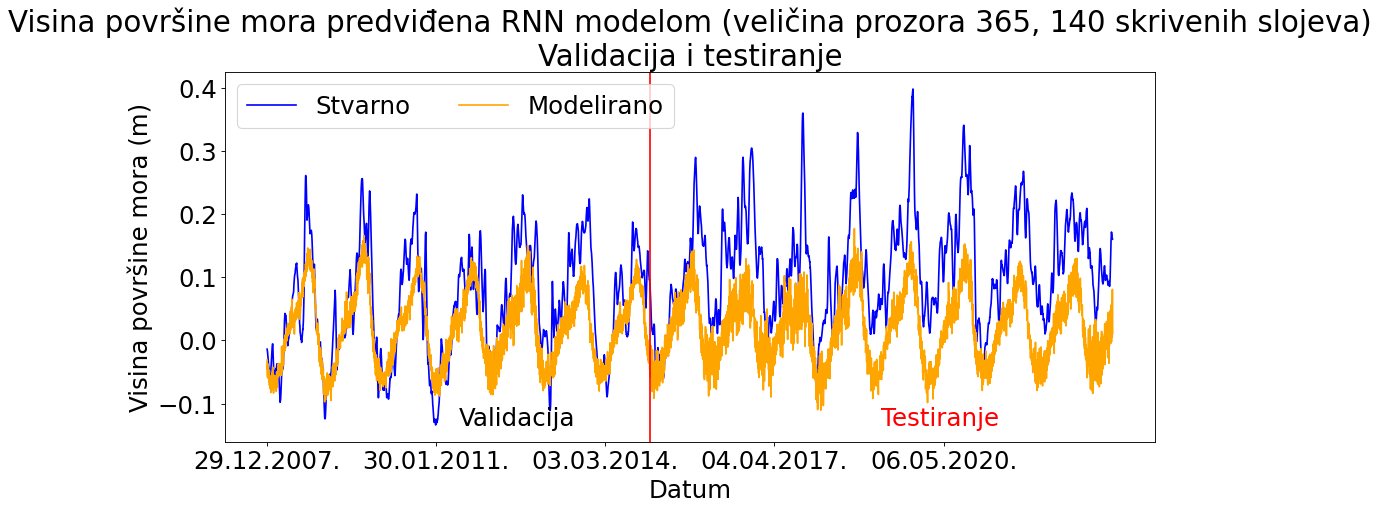 Visina površine mora predviđena RNN modelom (veličina prozora 365, 140 skrivenih slojeva)
Validacija i testiranje
Stvarno
Modelirano
Visina površine mora (m)
0.4
0.3
0.2
0.1
0.0
−0.1
Validacija
Testiranje
29.12.2007.
30.01.2011.
03.03.2014.
04.04.2017.
06.05.2020.
Datum